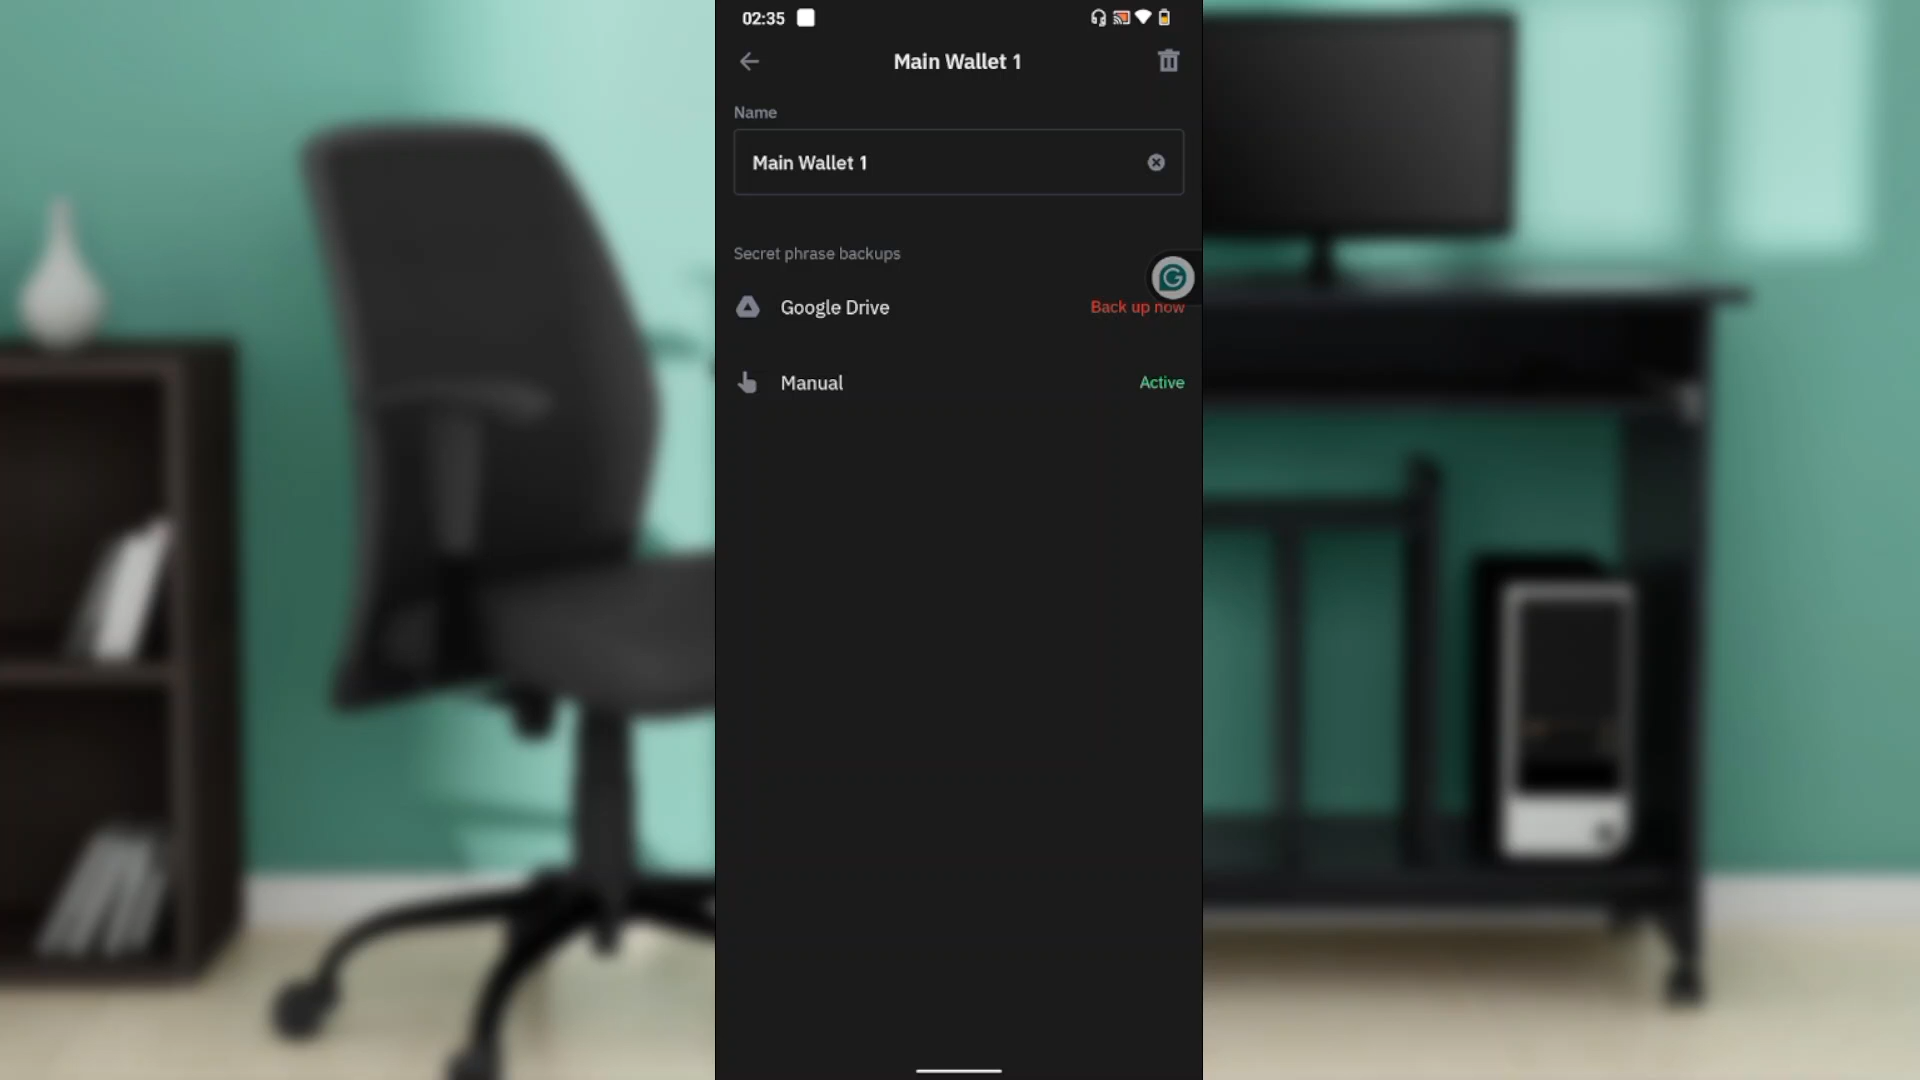 02:35
Main Wallet 1
Name
Main Wallet 1
Secret phrase backups
Google Drive
Back up now
Manual
Active